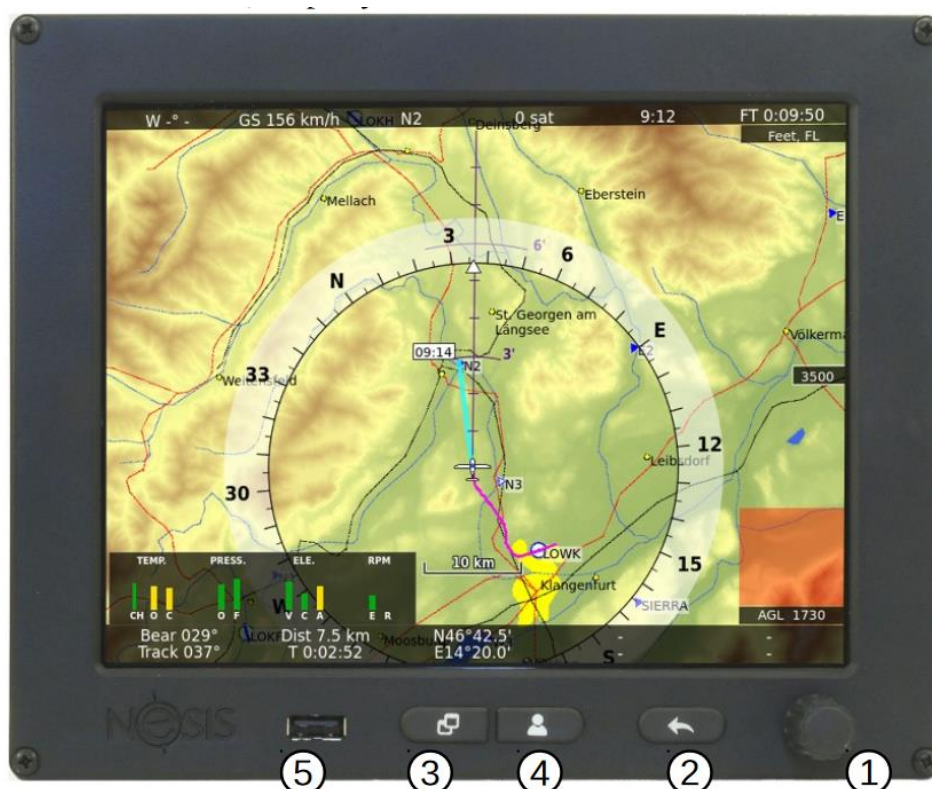 W -° -  GS 156 km/h  N2  0 sat  9:12  FT 0:09:50
LOKH
Deinsberg
Feet, FL
Mellach
Eberstein
E
3
6'
6
N
St. Georgen am
Längsee
E
Völkerma
E2
09:14
3'
N2
33
Weitensfeld
3500
12
Leibsdorf
30
N3
10 km
LOWK
15
TEMP.  PRESS.  ELE.  RPM
Klangenfurt
CH O C  O F  V C A  E R
W
SIERRA
AGL 1730
Bear 029°  Dist 7.5 km  N46°42.5'  -  -
Track 037°  T 0:02:52  E14°20.0'  -  -
Moosbu
S
NESIS
5
3
4
2
1